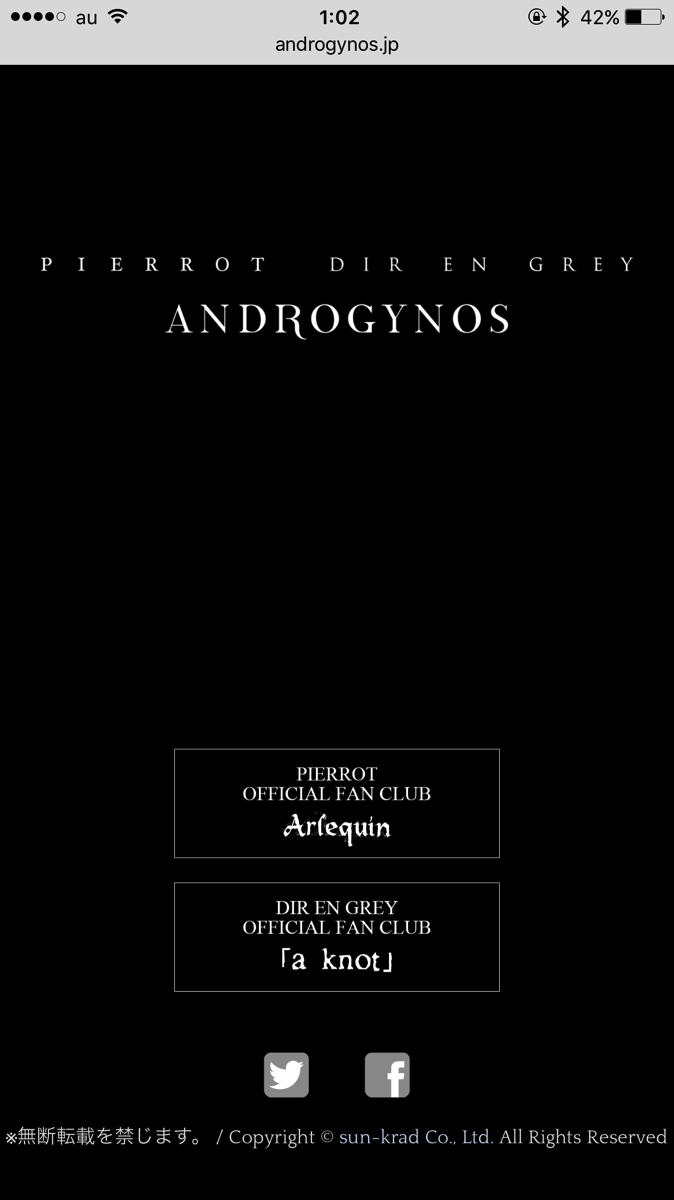 au 1:02 42%
androgynos.jp
PIERROT DIR EN GREY
ANDROGYNOS
PIERROT
OFFICIAL FAN CLUB
Arlequin
DIR EN GREY
OFFICIAL FAN CLUB
「a knot」
※無断転載を禁じます。 / Copyright © sun-krad Co., Ltd. All Rights Reserved